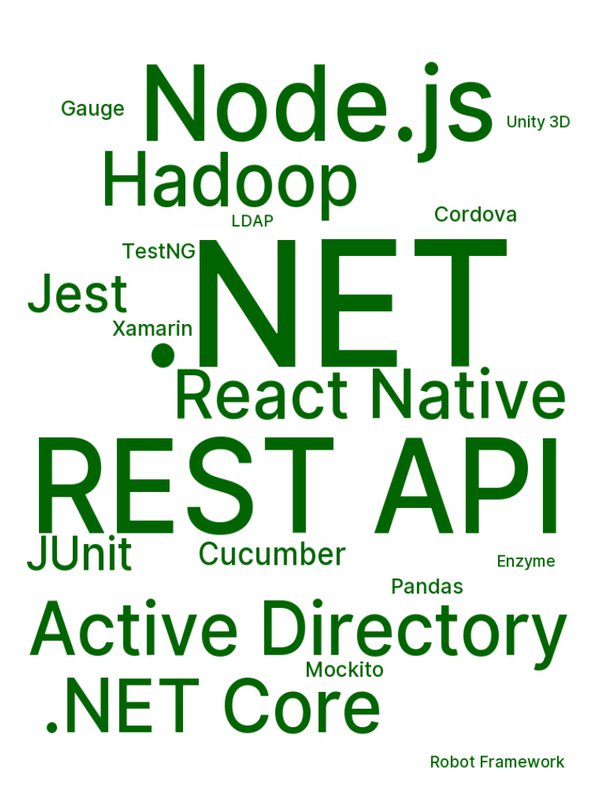 Node.js
Gauge
Unity 3D
Hadoop
Cordova
LDAP
TestNG
.NET
Jest
Xamarin
React Native
REST API
JUnit
Cucumber
Enzyme
Pandas
Active Directory
Mockito
.NET Core
Robot Framework